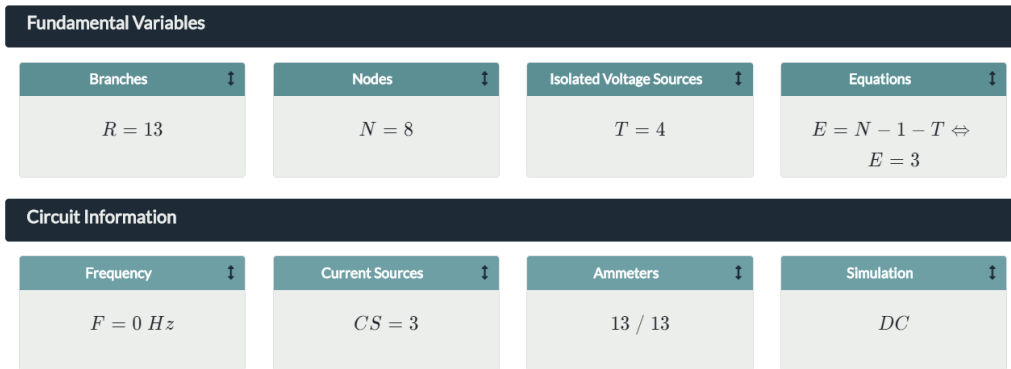 Fundamental Variables
Branches
Nodes
Isolated Voltage Sources
Equations
R = 13
N = 8
T = 4
E = N − 1 − T ⇔
E = 3
Circuit Information
Frequency
Current Sources
Ammeters
Simulation
F = 0 Hz
CS = 3
13 / 13
DC